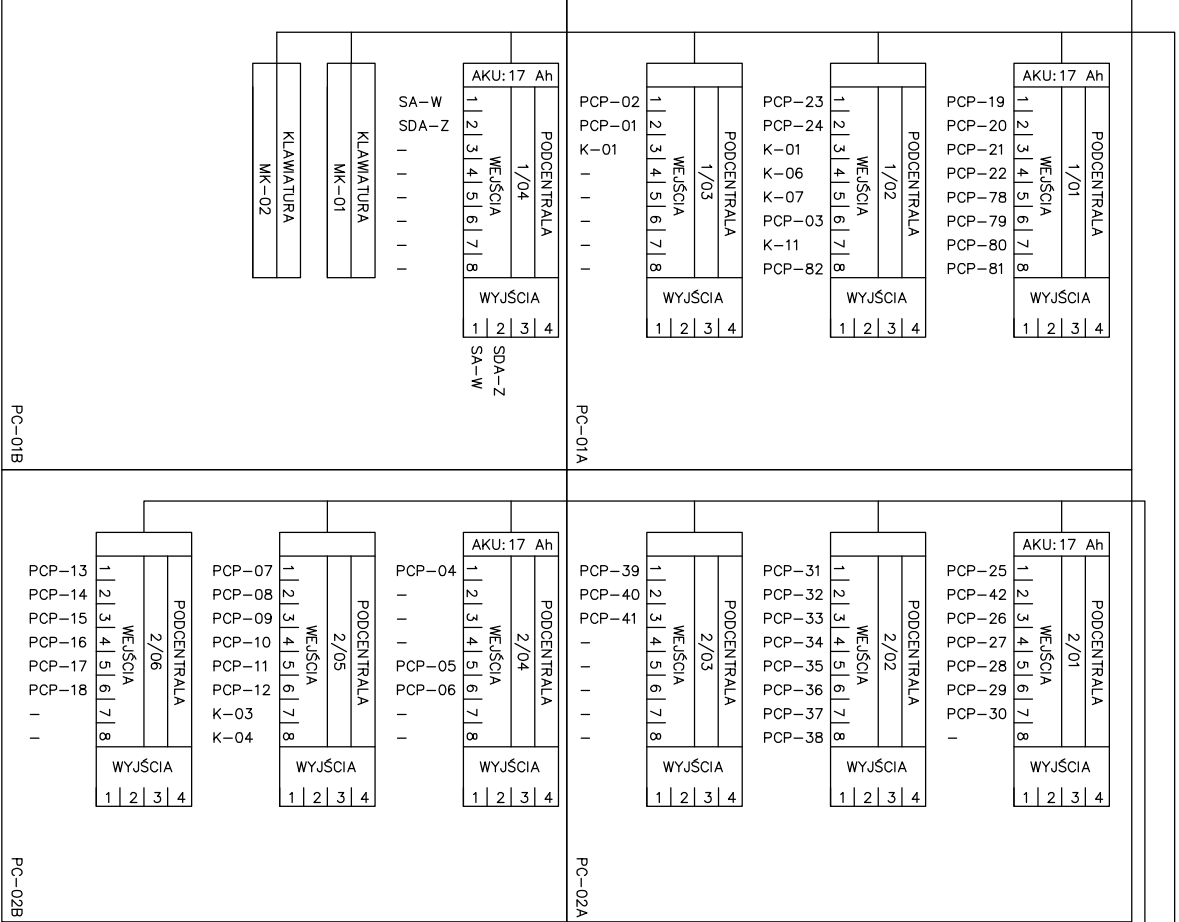 KLAWIATURA
MK-02
KLAWIATURA
MK-01
AKU: 17 Ah
PODCENTRALA
1/04
WEJŚCIA
1 SA-W
2 SDA-Z
3 -
4 -
5 -
6 -
7 -
8 -
WYJŚCIA
1 2 3 4
SA-W
SDA-Z
PC-01B
PODCENTRALA
1/03
WEJŚCIA
PCP-02 1
PCP-01 2
K-01 3
- 4
- 5
- 6
- 7
- 8
WYJŚCIA
1 2 3 4
PODCENTRALA
1/02
WEJŚCIA
PCP-23 1
PCP-24 2
K-01 3
K-06 4
K-07 5
PCP-03 6
K-11 7
PCP-82 8
WYJŚCIA
1 2 3 4
AKU: 17 Ah
PODCENTRALA
1/01
WEJŚCIA
PCP-19 1
PCP-20 2
PCP-21 3
PCP-22 4
PCP-78 5
PCP-79 6
PCP-80 7
PCP-81 8
WYJŚCIA
1 2 3 4
PC-01A
PODCENTRALA
2/06
WEJŚCIA
PCP-13 1
PCP-14 2
PCP-15 3
PCP-16 4
PCP-17 5
PCP-18 6
- 7
- 8
WYJŚCIA
1 2 3 4
PODCENTRALA
2/05
WEJŚCIA
PCP-07 1
PCP-08 2
PCP-09 3
PCP-10 4
PCP-11 5
PCP-12 6
K-03 7
K-04 8
WYJŚCIA
1 2 3 4
AKU: 17 Ah
PODCENTRALA
2/04
WEJŚCIA
PCP-04 1
- 2
- 3
- 4
PCP-05 5
PCP-06 6
- 7
- 8
WYJŚCIA
1 2 3 4
PC-02B
PODCENTRALA
2/03
WEJŚCIA
PCP-39 1
PCP-40 2
PCP-41 3
- 4
- 5
- 6
- 7
- 8
WYJŚCIA
1 2 3 4
PODCENTRALA
2/02
WEJŚCIA
PCP-31 1
PCP-32 2
PCP-33 3
PCP-34 4
PCP-35 5
PCP-36 6
PCP-37 7
PCP-38 8
WYJŚCIA
1 2 3 4
AKU: 17 Ah
PODCENTRALA
2/01
WEJŚCIA
PCP-25 1
PCP-42 2
PCP-26 3
PCP-27 4
PCP-28 5
PCP-29 6
PCP-30 7
- 8
WYJŚCIA
1 2 3 4
PC-02A